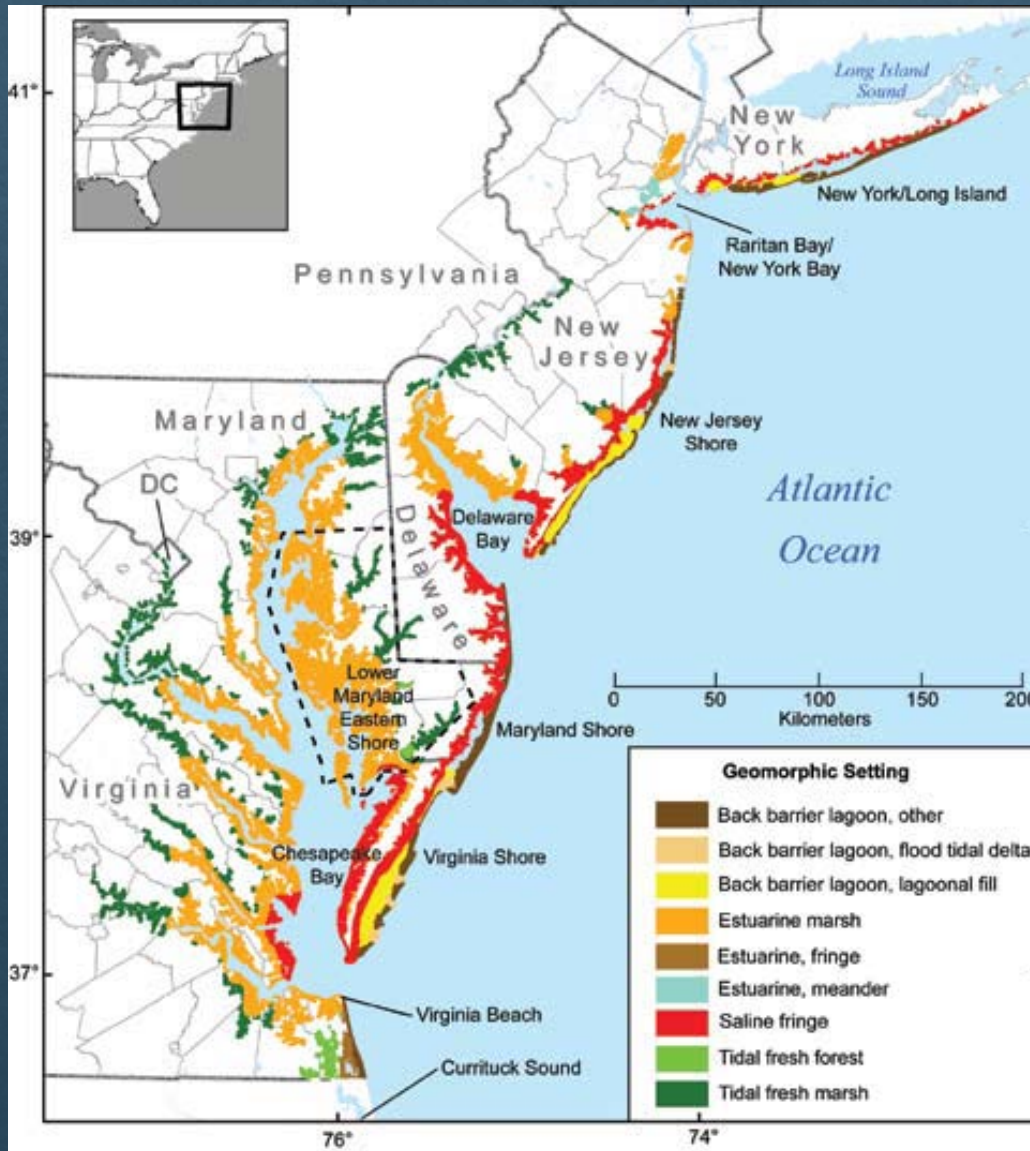 41°
Long Island
Sound
New
York
New York/Long Island
Raritan Bay/
New York Bay
Pennsylvania
New
Jersey
Maryland
New Jersey
Shore
DC
Atlantic
Ocean
39°
Delaware
Bay
Delaware
Lower
Maryland
Eastern
Shore
0 50 100 150 200
Kilometers
Maryland Shore
Virginia
Chesapeake
Bay
Virginia Shore
37°
Virginia Beach
Currituck Sound
76°
74°
Geomorphic Setting
Back barrier lagoon, other
Back barrier lagoon, flood tidal delta
Back barrier lagoon, lagoonal fill
Estuarine marsh
Estuarine, fringe
Estuarine, meander
Saline fringe
Tidal fresh forest
Tidal fresh marsh